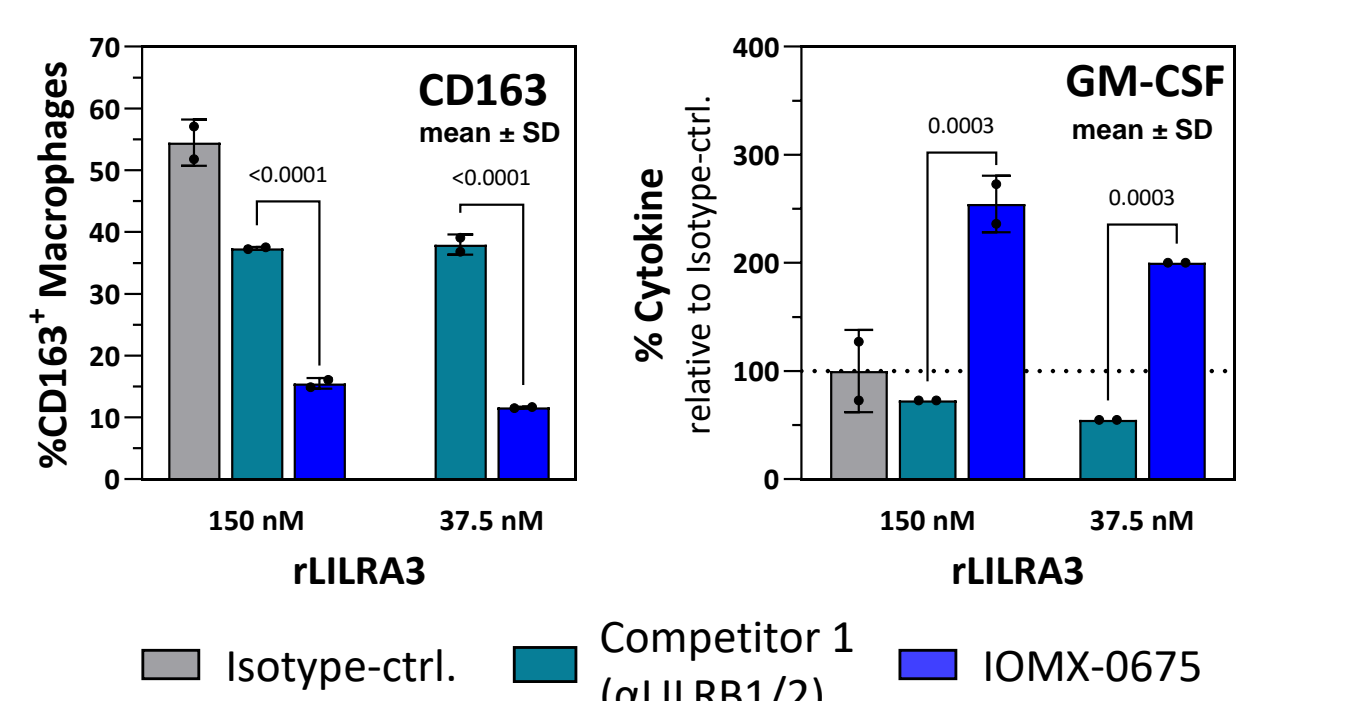 CD163
mean ± SD
%CD163⁺ Macrophages
70
60
50
40
30
20
10
0
<0.0001
<0.0001
150 nM
37.5 nM
rLILRA3
GM-CSF
mean ± SD
% Cytokine
relative to Isotype-ctrl.
400
300
200
100
0
0.0003
0.0003
150 nM
37.5 nM
rLILRA3
Isotype-ctrl.
Competitor 1
(αLILRB1/2)
IOMX-0675